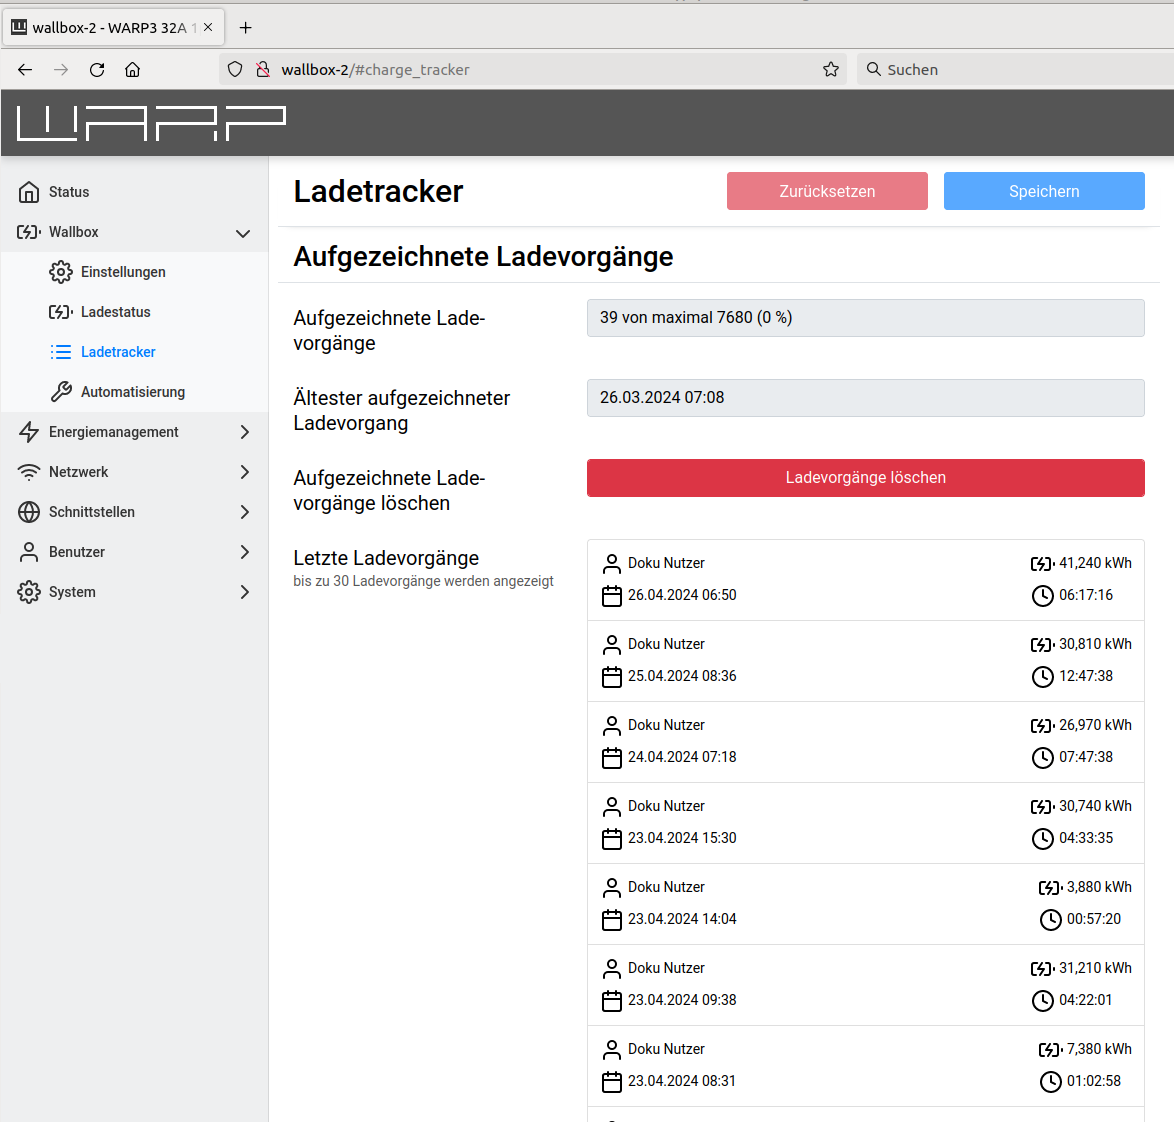 wallbox-2 - WARP3 32A 1
wallbox-2/#charge_tracker
Suchen
WARP
Status
Wallbox
Einstellungen
Ladestatus
Ladetracker
Automatisierung
Energiemanagement
Netzwerk
Schnittstellen
Benutzer
System
Ladetracker
Zurücksetzen
Speichern
Aufgezeichnete Ladevorgänge
Aufgezeichnete Lade-
vorgänge
39 von maximal 7680 (0 %)
Ältester aufgezeichneter
Ladevorgang
26.03.2024 07:08
Aufgezeichnete Lade-
vorgänge löschen
Ladevorgänge löschen
Letzte Ladevorgänge
bis zu 30 Ladevorgänge werden angezeigt
Doku Nutzer 41,240 kWh
26.04.2024 06:50 06:17:16
Doku Nutzer 30,810 kWh
25.04.2024 08:36 12:47:38
Doku Nutzer 26,970 kWh
24.04.2024 07:18 07:47:38
Doku Nutzer 30,740 kWh
23.04.2024 15:30 04:33:35
Doku Nutzer 3,880 kWh
23.04.2024 14:04 00:57:20
Doku Nutzer 31,210 kWh
23.04.2024 09:38 04:22:01
Doku Nutzer 7,380 kWh
23.04.2024 08:31 01:02:58